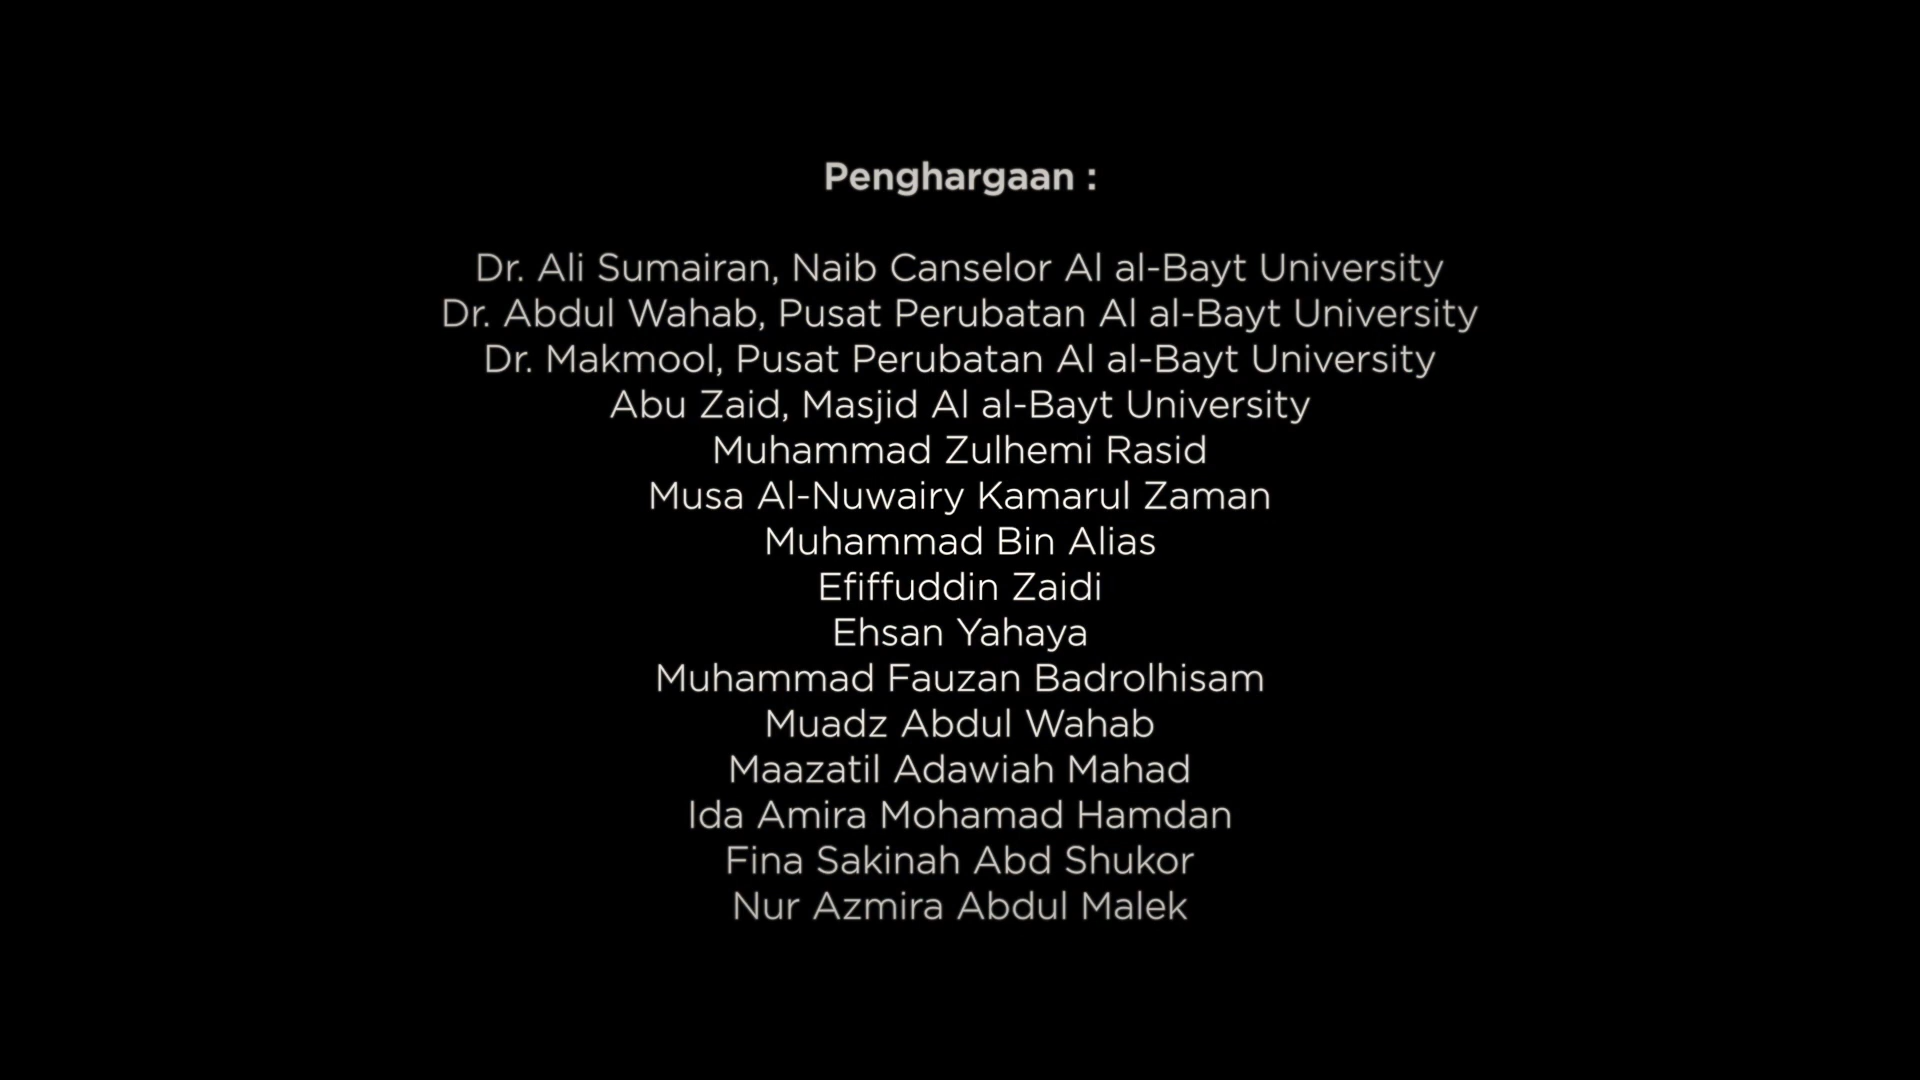 Penghargaan :
Dr. Ali Sumairan, Naib Canselor Al al-Bayt University
Dr. Abdul Wahab, Pusat Perubatan Al al-Bayt University
Dr. Makmool, Pusat Perubatan Al al-Bayt University
Abu Zaid, Masjid Al al-Bayt University
Muhammad Zulhemi Rasid
Musa Al-Nuwairy Kamarul Zaman
Muhammad Bin Alias
Efiffuddin Zaidi
Ehsan Yahaya
Muhammad Fauzan Badrolhisam
Muadz Abdul Wahab
Maazatil Adawiah Mahad
Ida Amira Mohamad Hamdan
Fina Sakinah Abd Shukor
Nur Azmira Abdul Malek